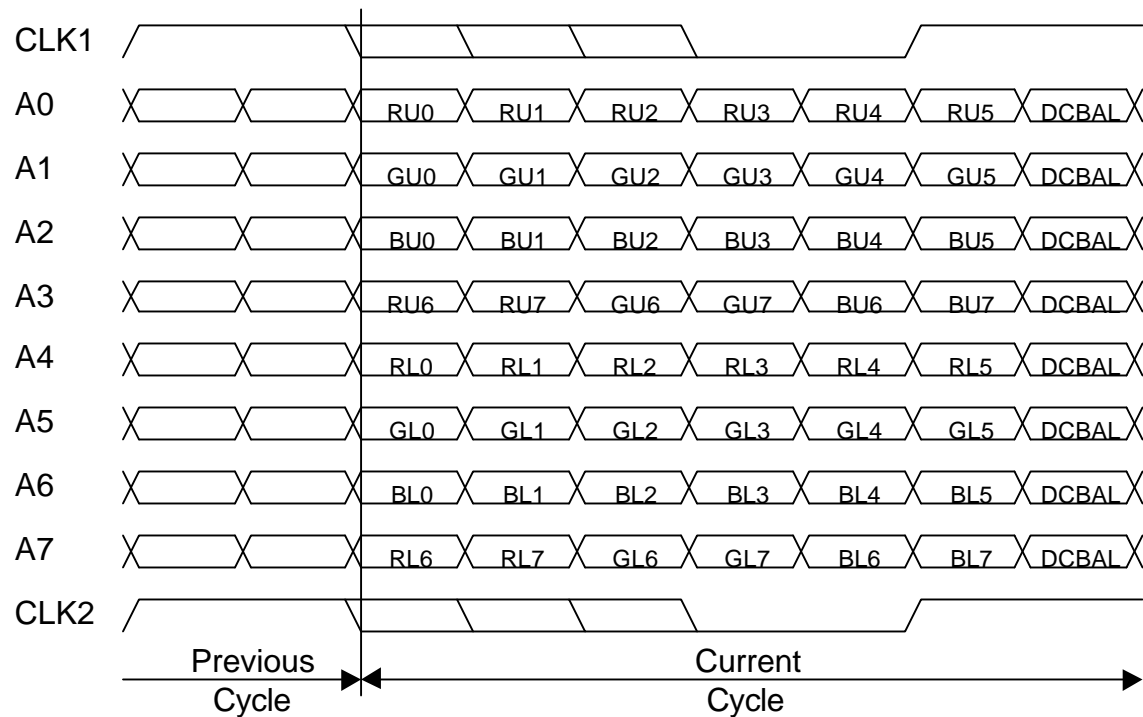 CLK1
A0 RU0 RU1 RU2 RU3 RU4 RU5 DCBAL
A1 GU0 GU1 GU2 GU3 GU4 GU5 DCBAL
A2 BU0 BU1 BU2 BU3 BU4 BU5 DCBAL
A3 RU6 RU7 GU6 GU7 BU6 BU7 DCBAL
A4 RL0 RL1 RL2 RL3 RL4 RL5 DCBAL
A5 GL0 GL1 GL2 GL3 GL4 GL5 DCBAL
A6 BL0 BL1 BL2 BL3 BL4 BL5 DCBAL
A7 RL6 RL7 GL6 GL7 BL6 BL7 DCBAL
CLK2
Previous
Cycle
Current
Cycle